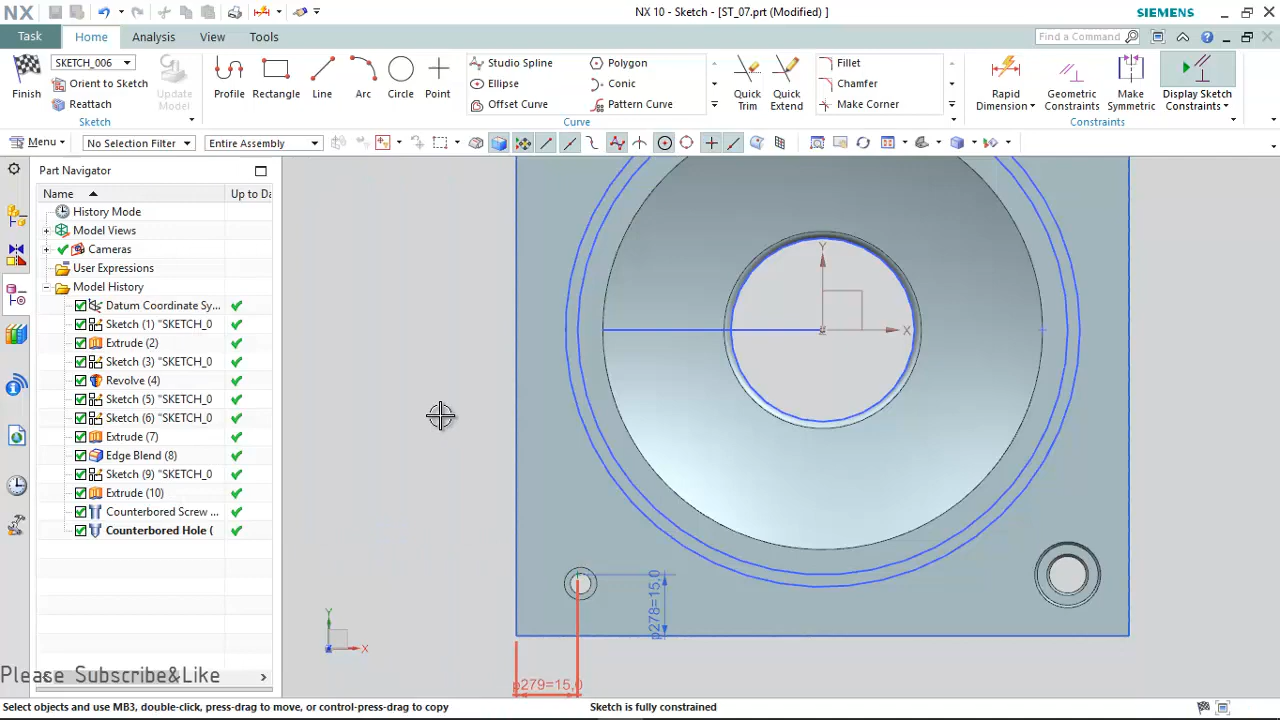 NX
NX 10 - Sketch - [ST_07.prt (Modified) ]
SIEMENS
Task
Home
Analysis
View
Tools
Find a Command
Finish
SKETCH_006
Orient to Sketch
Reattach
Update Model
Sketch
Profile
Rectangle
Line
Arc
Circle
Point
Studio Spline
Polygon
Ellipse
Conic
Offset Curve
Pattern Curve
Curve
Quick Trim
Quick Extend
Fillet
Chamfer
Make Corner
Rapid Dimension
Geometric Constraints
Make Symmetric
Display Sketch Constraints
Constraints
Menu
No Selection Filter
Entire Assembly
Part Navigator
Name
Up to Da
History Mode
Model Views
Cameras
User Expressions
Model History
Datum Coordinate Sy...
Sketch (1) "SKETCH_0
Extrude (2)
Sketch (3) "SKETCH_0
Revolve (4)
Sketch (5) "SKETCH_0
Sketch (6) "SKETCH_0
Extrude (7)
Edge Blend (8)
Sketch (9) "SKETCH_0
Extrude (10)
Counterbored Screw ...
Counterbored Hole (
Y
X
Y
X
p278=15,0
p279=15,0
Please Subscribe&Like
Select objects and use MB3, double-click, press-drag to move, or control-press-drag to copy
Sketch is fully constrained